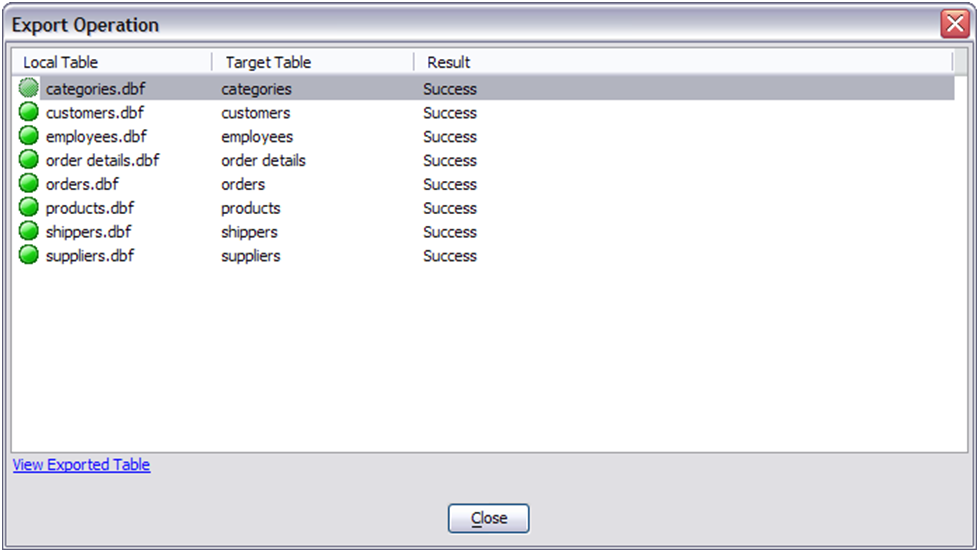 Export Operation
Local Table Target Table Result
categories.dbf categories Success
customers.dbf customers Success
employees.dbf employees Success
order details.dbf order details Success
orders.dbf orders Success
products.dbf products Success
shippers.dbf shippers Success
suppliers.dbf suppliers Success
View Exported Table
Close